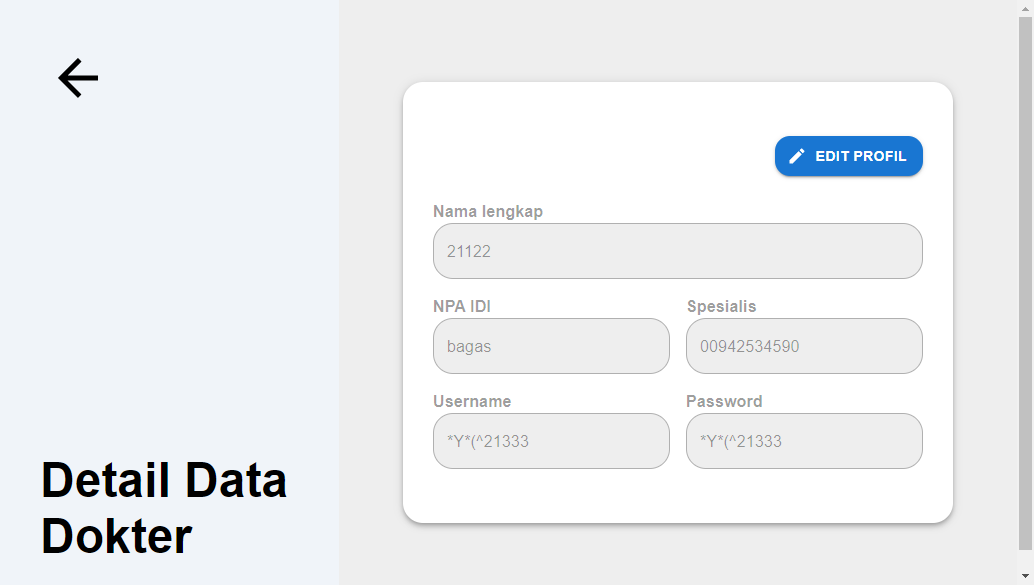 EDIT PROFIL
Nama lengkap
21122
NPA IDI
Spesialis
bagas
00942534590
Username
Password
*Y*(^21333
*Y*(^21333
Detail Data
Dokter